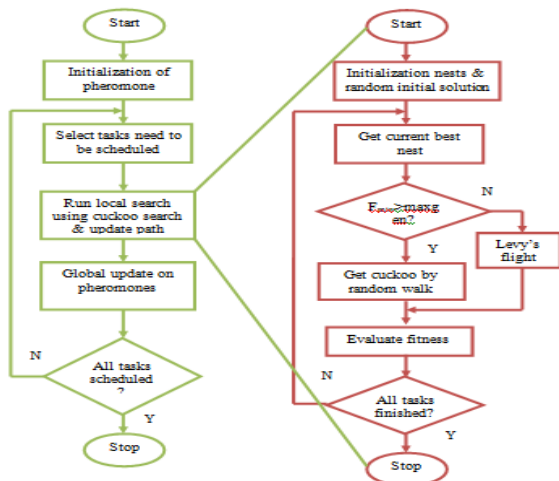 Start
Initialization of
pheromone
Select tasks need to
be scheduled
Run local search
using cuckoo search
& update path
Global update on
pheromones
N
All tasks
scheduled
?
Y
Stop
Start
Initialization nests &
random initial solution
Get current best
nest
N
>maxg
en?
Levy's
flight
Y
Get cuckoo by
random walk
Evaluate fitness
N
All tasks
finished?
Y
Stop